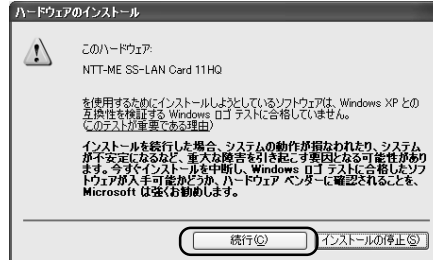 ハードウェアのインストール
このハードウェア:
NTT-ME SS-LAN Card 11HQ
を使用するためにインストールしようとしているソフトウェアは、Windows XP との
互換性を検証する Windows ロゴ テストに合格していません。
(このテストが重要である理由)
インストールを続行した場合、システムの動作が損なわれたり、システム
が不安定になるなど、重大な障害を引き起こす要因となる可能性があり
ます。今すぐインストールを中断し、Windows ロゴ テストに合格したソフ
トウェアが入手可能かどうか、ハードウェア ベンダーに確認されることを、
Microsoft は強くお勧めします。
続行(C)
インストールの停止(S)